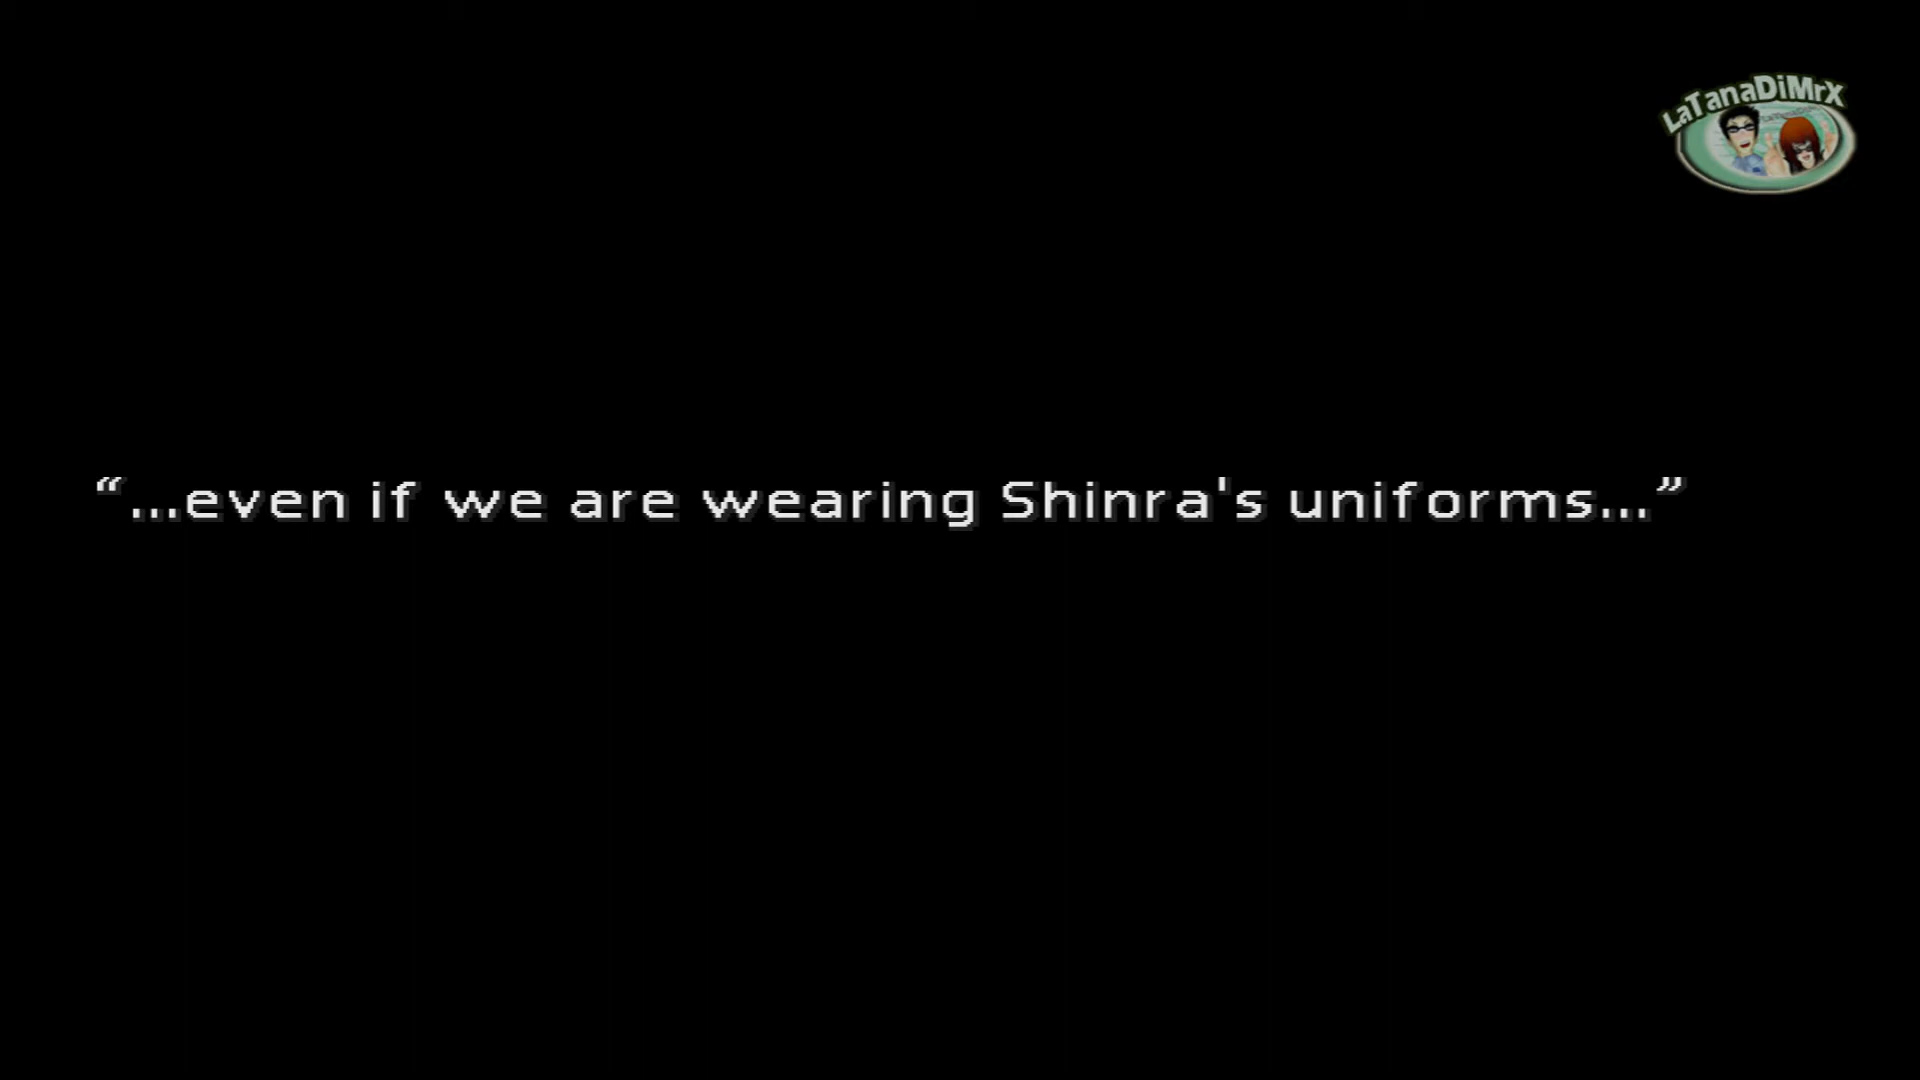 LaTanaDiMrX
“...even if we are wearing Shinra's uniforms...”